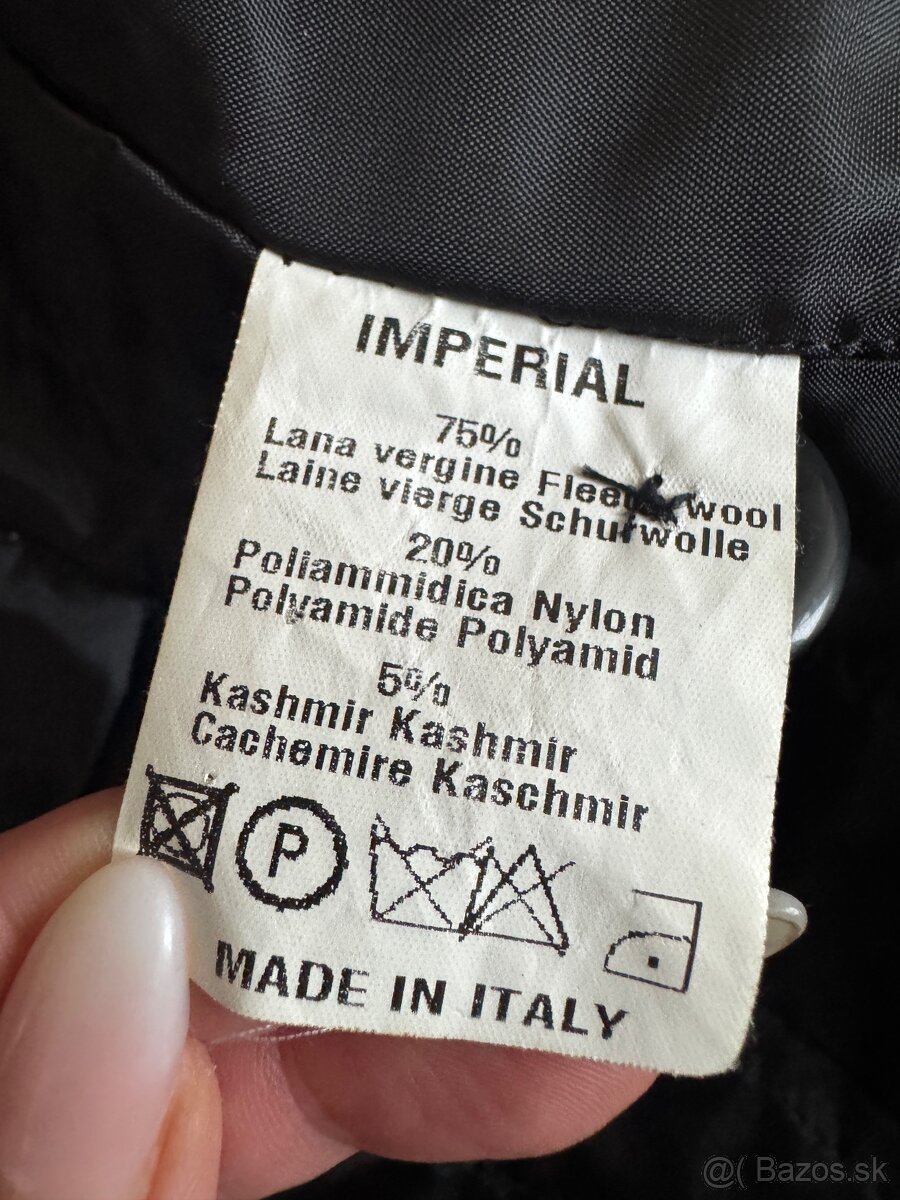 IMPERIAL
75%
Lana vergine wool
Laine vierge Schurwolle
20%
Poliammidica Nylon
Polyamide Polyamid
5%
Kashmir Kashmir
Cachemire Kaschmir
P
MADE IN ITALY
@( Bazos.sk